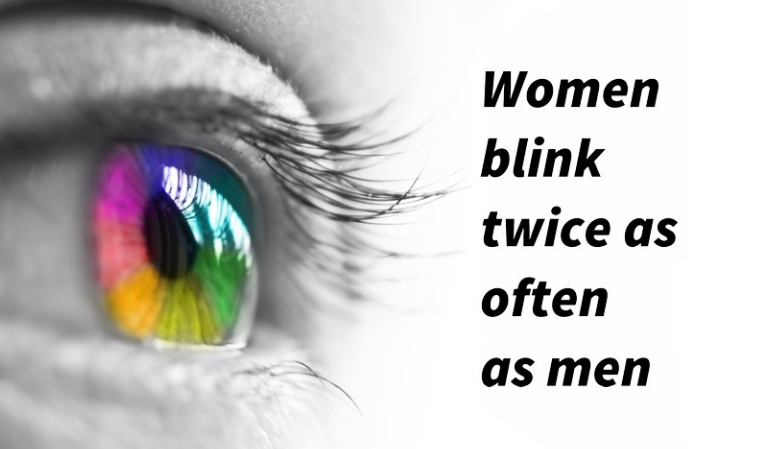 Women
blink
twice as
often
as men